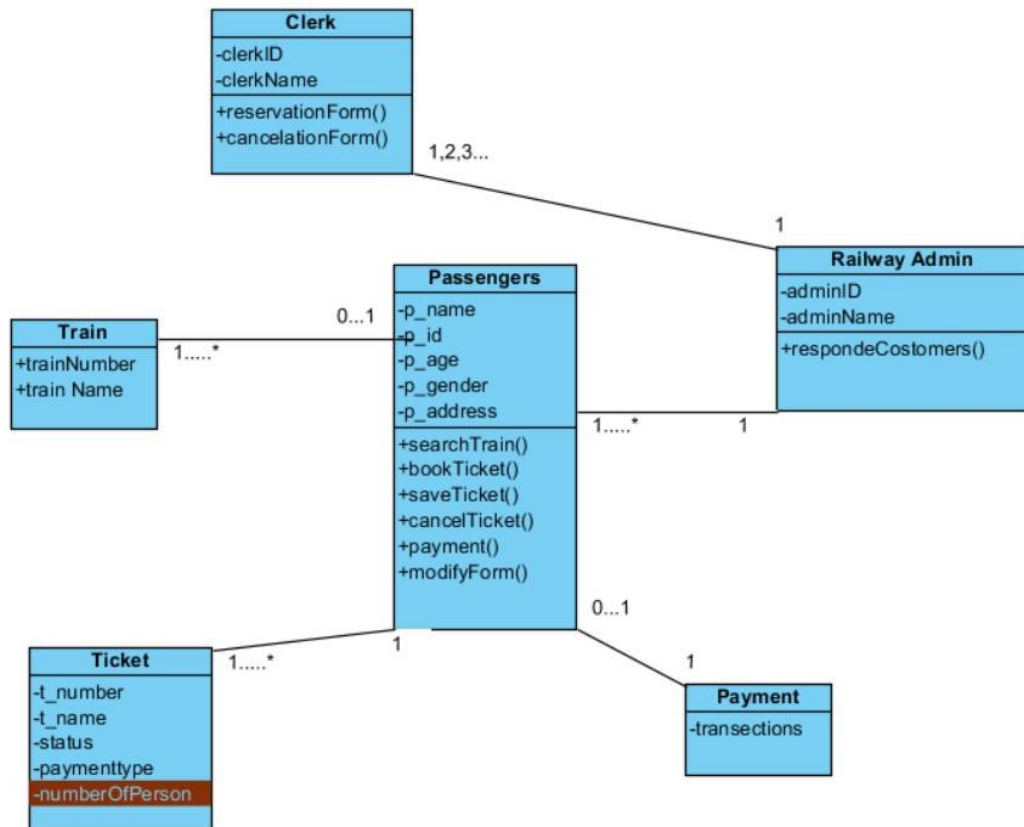 Clerk
-clerkID
-clerkName
+reservationForm()
+cancelationForm()
1,2,3...
1
Railway Admin
-adminID
-adminName
+respondeCostomers()
Passengers
-p_name
-p_id
-p_age
-p_gender
-p_address
+searchTrain()
+bookTicket()
+saveTicket()
+cancelTicket()
+payment()
+modifyForm()
0...1
1.....*
Train
+trainNumber
+train Name
1.....*
1
0...1
1
1.....*
1
Ticket
-t_number
-t_name
-status
-paymenttype
-numberOfPerson
Payment
-transections